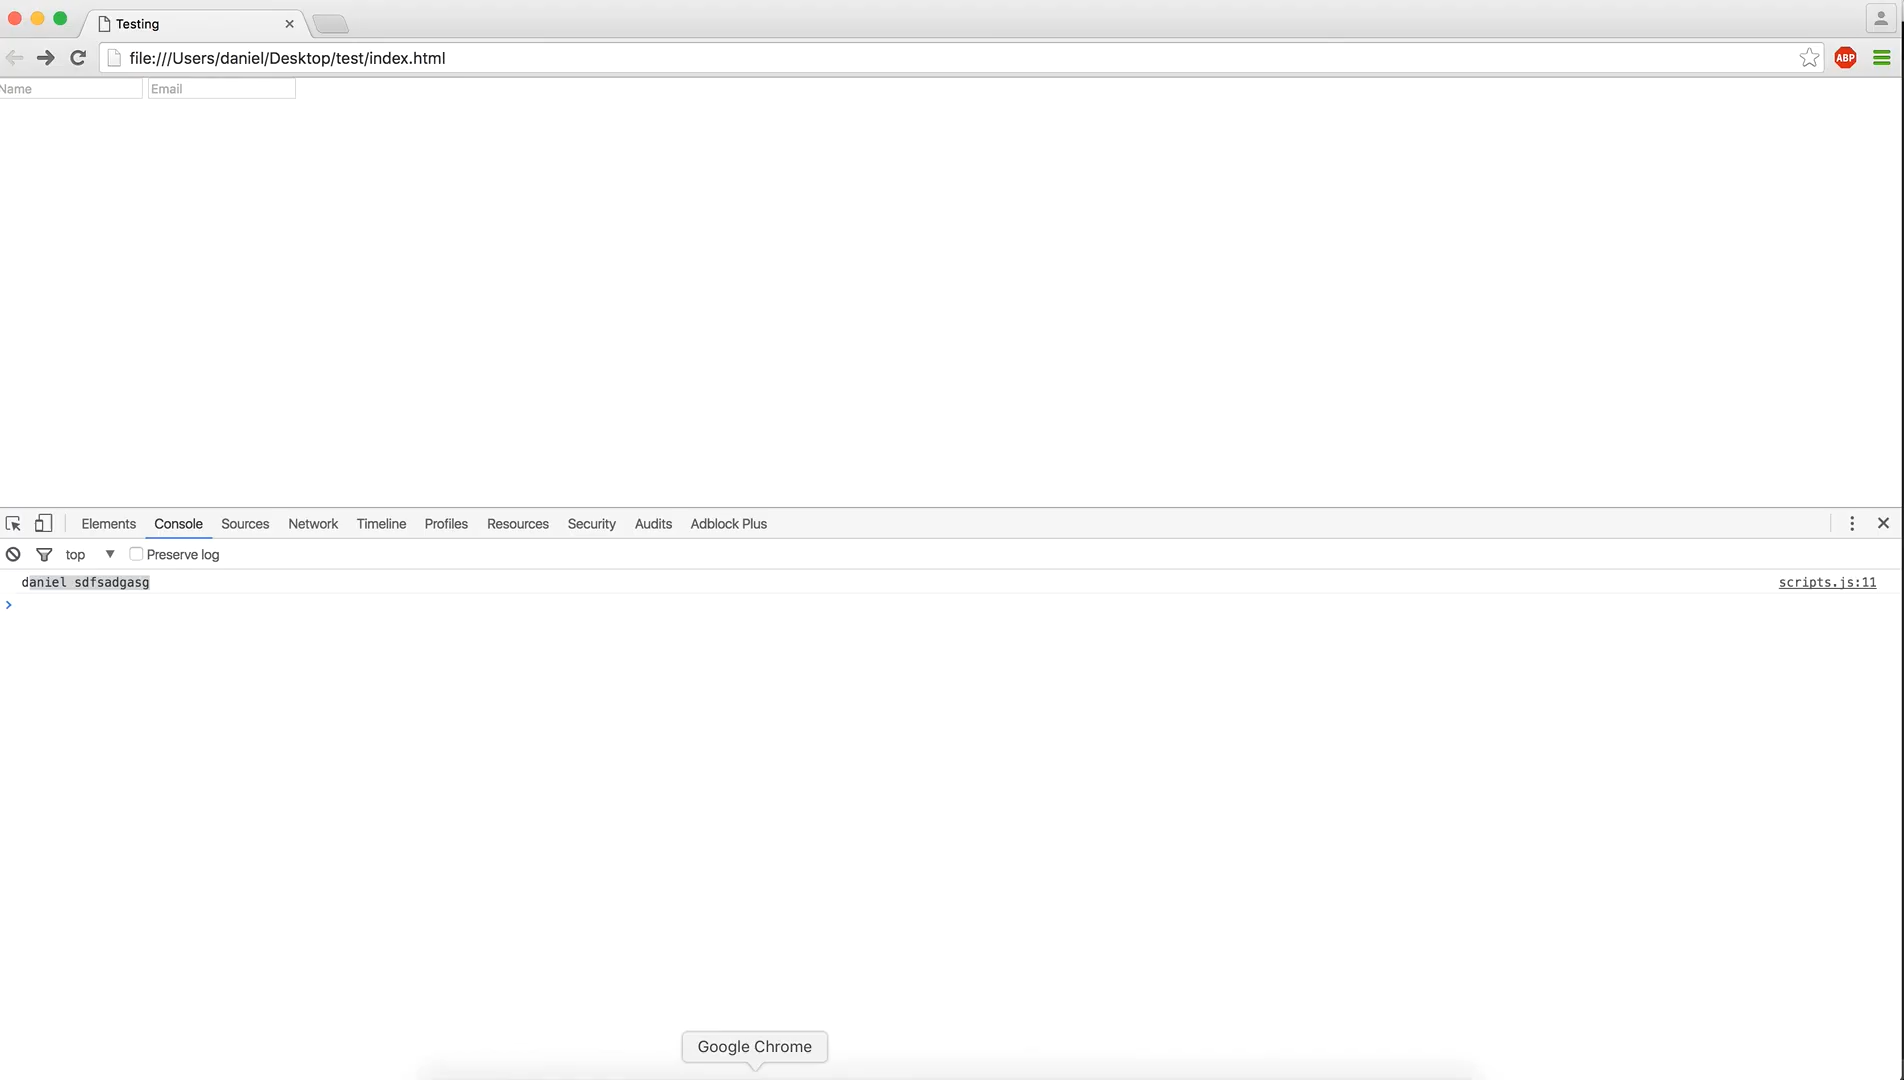 Testing
file:///Users/daniel/Desktop/test/index.html
ABP
Name Email
Elements Console Sources Network Timeline Profiles Resources Security Audits Adblock Plus
top Preserve log
daniel sdfsadgasg scripts.js:11
Google Chrome